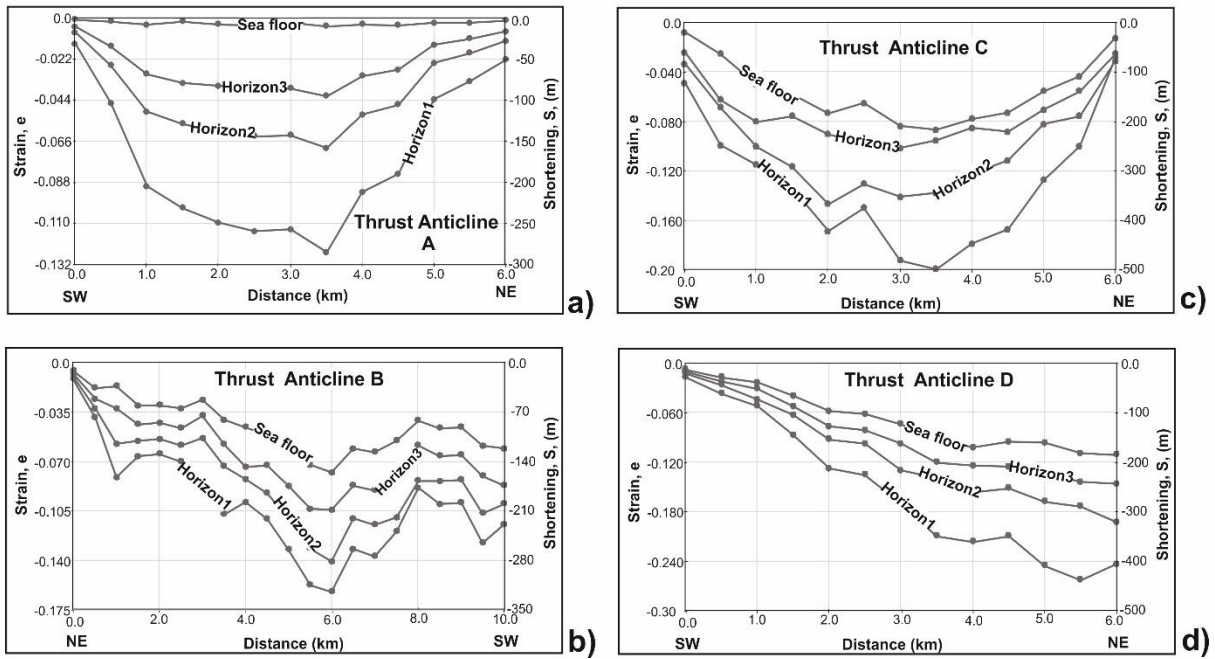 0.0
-0.022
-0.044
-0.066
-0.088
-0.110
-0.132
Strain, e
0.0
-50
-100
-150
-200
-250
-300
Shortening, S, (m)
Sea floor
Horizon3
Horizon2
Horizon1
Thrust Anticline
A
0.0 1.0 2.0 3.0 4.0 5.0 6.0
SW Distance (km) NE
a)
0.0
-0.040
-0.080
-0.120
-0.160
-0.20
Strain, e
0.0
-100
-200
-300
-400
-500
Shortening, S, (m)
Thrust Anticline C
Sea floor
Horizon3
Horizon2
Horizon1
0.0 1.0 2.0 3.0 4.0 5.0 6.0
SW Distance (km) NE
c)
0.0
-0.035
-0.070
-0.105
-0.140
-0.175
Strain, e
0.0
-70
-140
-210
-280
-350
Shortening, S, (m)
Thrust Anticline B
Sea floor
Horizon3
Horizon1
Horizon2
0.0 2.0 4.0 6.0 8.0 10.0
NE Distance (km) SW
b)
0.0
-0.060
-0.120
-0.180
-0.240
-0.30
Strain, e
0.0
-100
-200
-300
-400
-500
Shortening, S, (m)
Thrust Anticline D
Sea floor
Horizon3
Horizon2
Horizon1
0.0 1.0 2.0 3.0 4.0 5.0 6.0
SW Distance (km) NE
d)